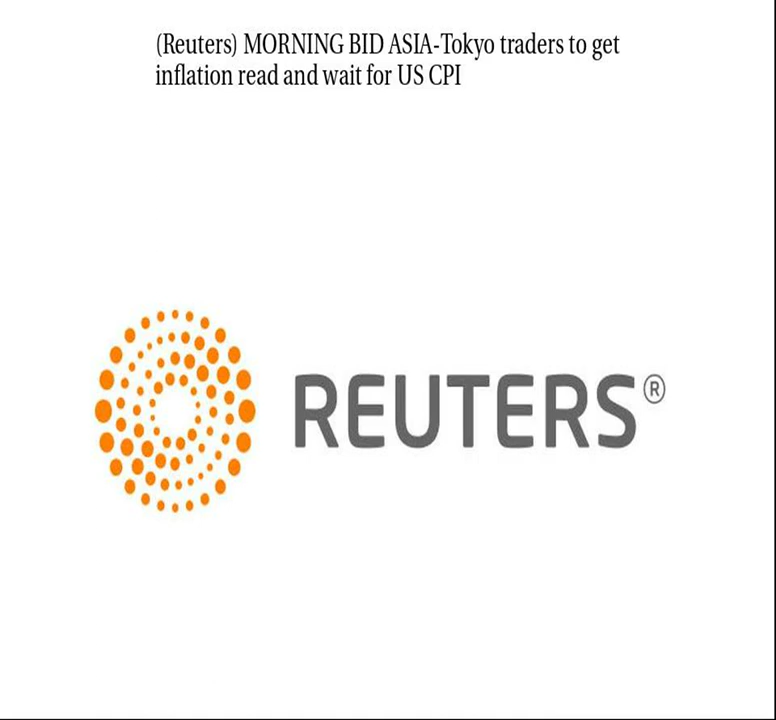 (Reuters) MORNING BID ASIA-Tokyo traders to get
inflation read and wait for US CPI
REUTERS®